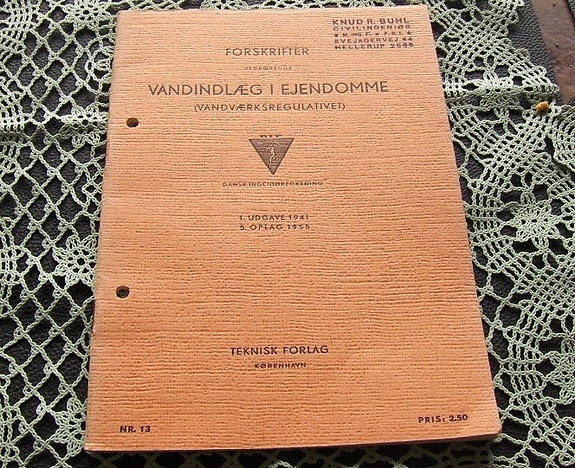 KNUD R. BUHL
CIVILINGENIØR
EVEJAGERVEJ 44
HELLERUP
FORSKRIFTER
VEDRØRENDE
VANDINDLÆG I EJENDOMME
(VANDVÆRKSREGULATIVET)
DANSK INGENIØRFORENING
1. UDGAVE 1941
5. OPLAG 1955
TEKNISK FORLAG
KØBENHAVN
NR. 13
PRIS: 2.50